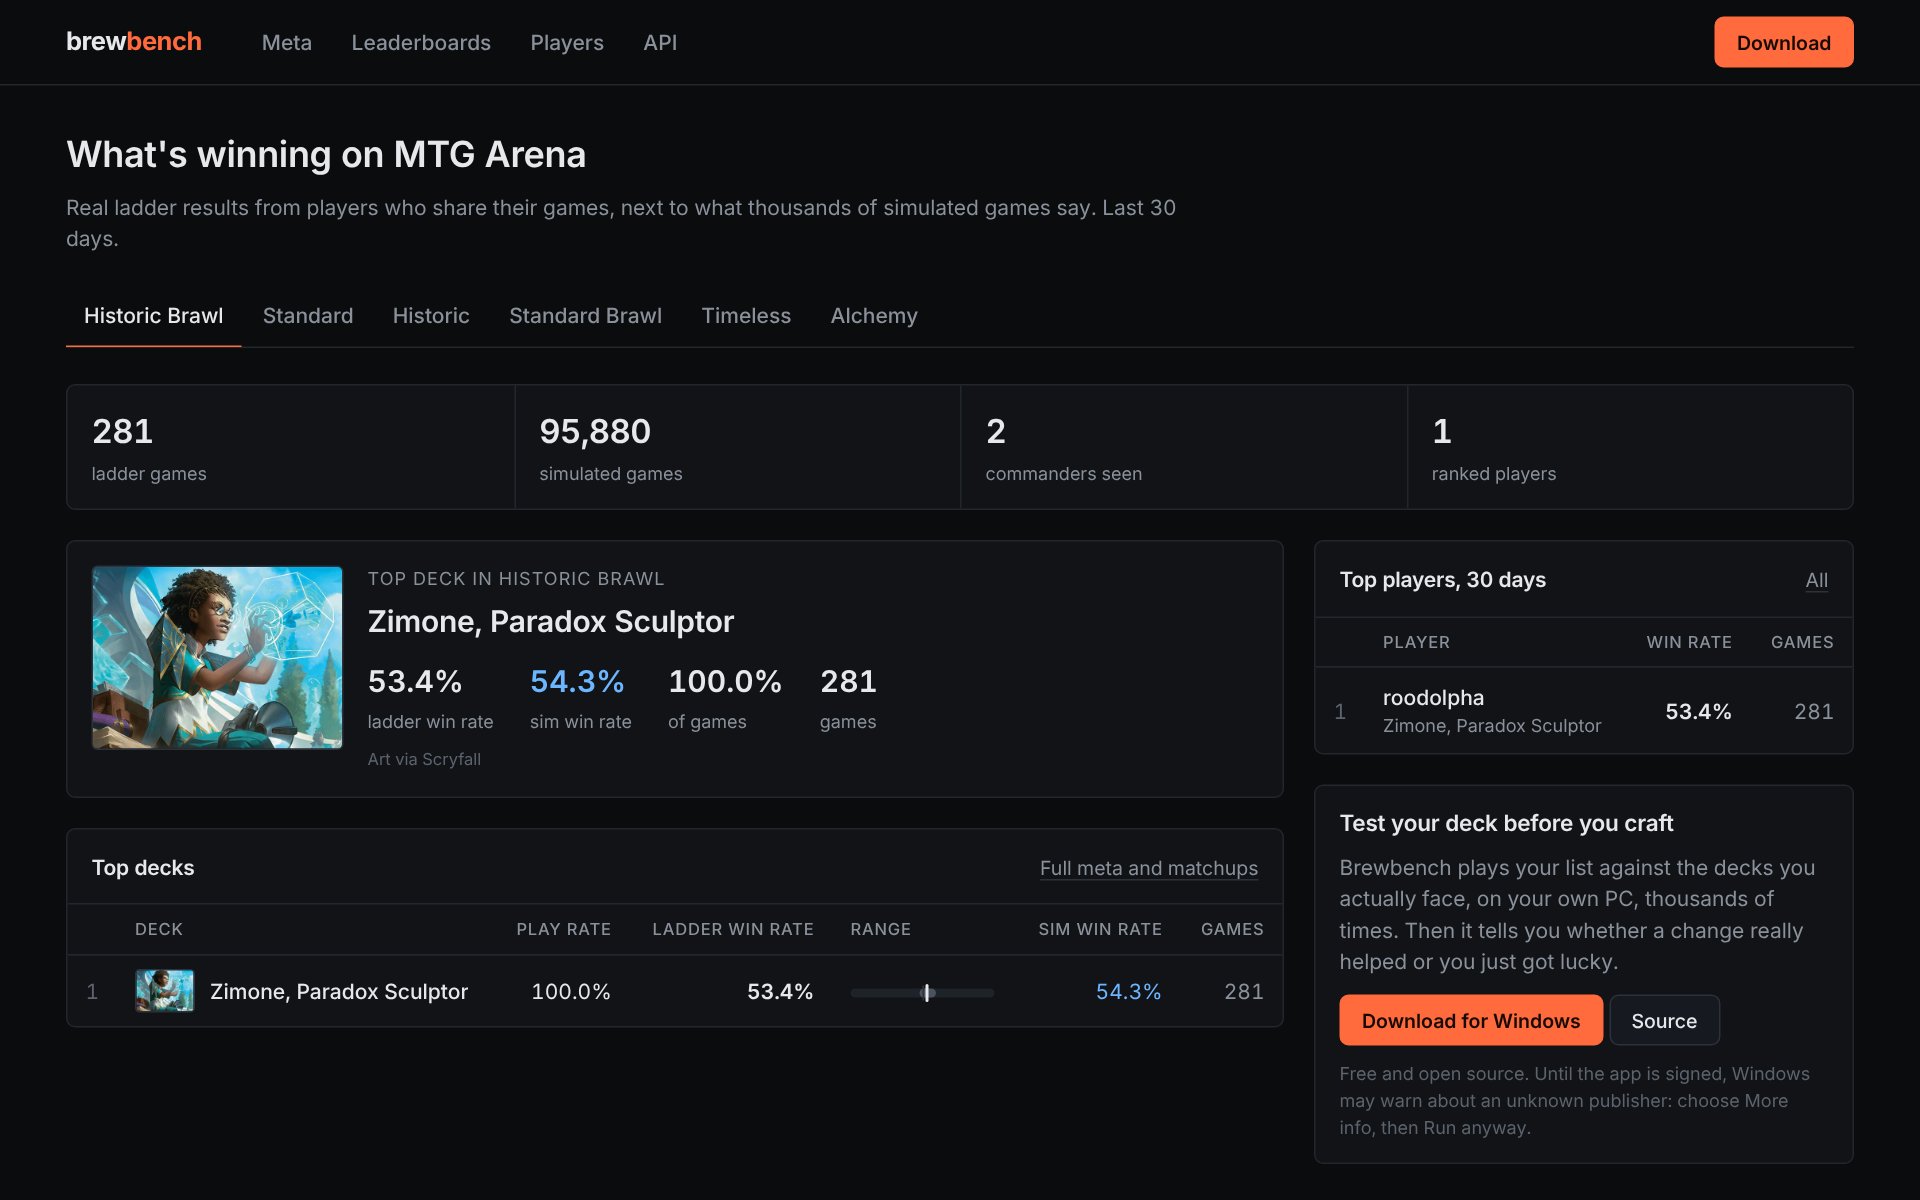 brewbench
Meta
Leaderboards
Players
API
Download
What's winning on MTG Arena
Real ladder results from players who share their games, next to what thousands of simulated games say. Last 30
days.
Historic Brawl
Standard
Historic
Standard Brawl
Timeless
Alchemy
281
ladder games
95,880
simulated games
2
commanders seen
1
ranked players
TOP DECK IN HISTORIC BRAWL
Zimone, Paradox Sculptor
53.4%
ladder win rate
54.3%
sim win rate
100.0%
of games
281
games
Art via Scryfall
Top decks
Full meta and matchups
DECK PLAY RATE LADDER WIN RATE RANGE SIM WIN RATE GAMES
1 Zimone, Paradox Sculptor 100.0% 53.4% 54.3% 281
Top players, 30 days
All
PLAYER WIN RATE GAMES
1 roodolpha 53.4% 281
Zimone, Paradox Sculptor
Test your deck before you craft
Brewbench plays your list against the decks you
actually face, on your own PC, thousands of
times. Then it tells you whether a change really
helped or you just got lucky.
Download for Windows
Source
Free and open source. Until the app is signed, Windows
may warn about an unknown publisher: choose More
info, then Run anyway.